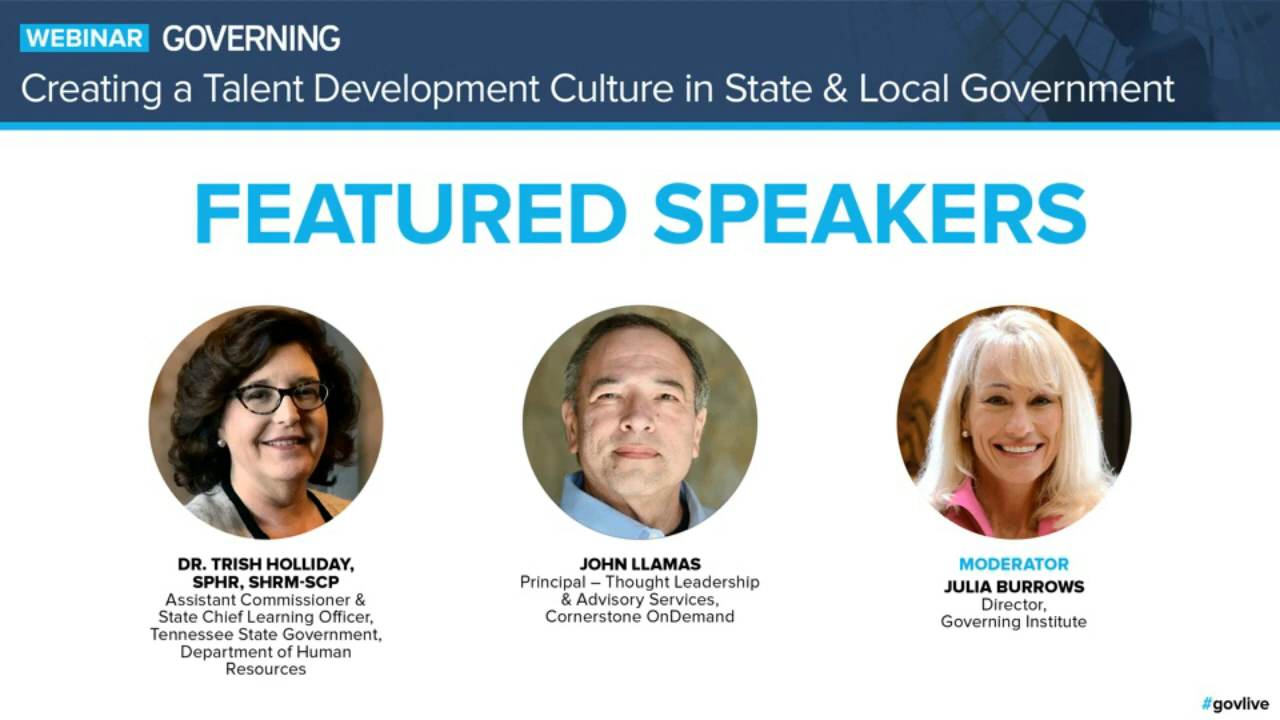 WEBINAR GOVERNING
Creating a Talent Development Culture in State & Local Government
FEATURED SPEAKERS
DR. TRISH HOLLIDAY,
SPHR, SHRM-SCP
Assistant Commissioner &
State Chief Learning Officer,
Tennessee State Government,
Department of Human
Resources
JOHN LLAMAS
Principal – Thought Leadership
& Advisory Services,
Cornerstone OnDemand
MODERATOR
JULIA BURROWS
Director,
Governing Institute
#govlive